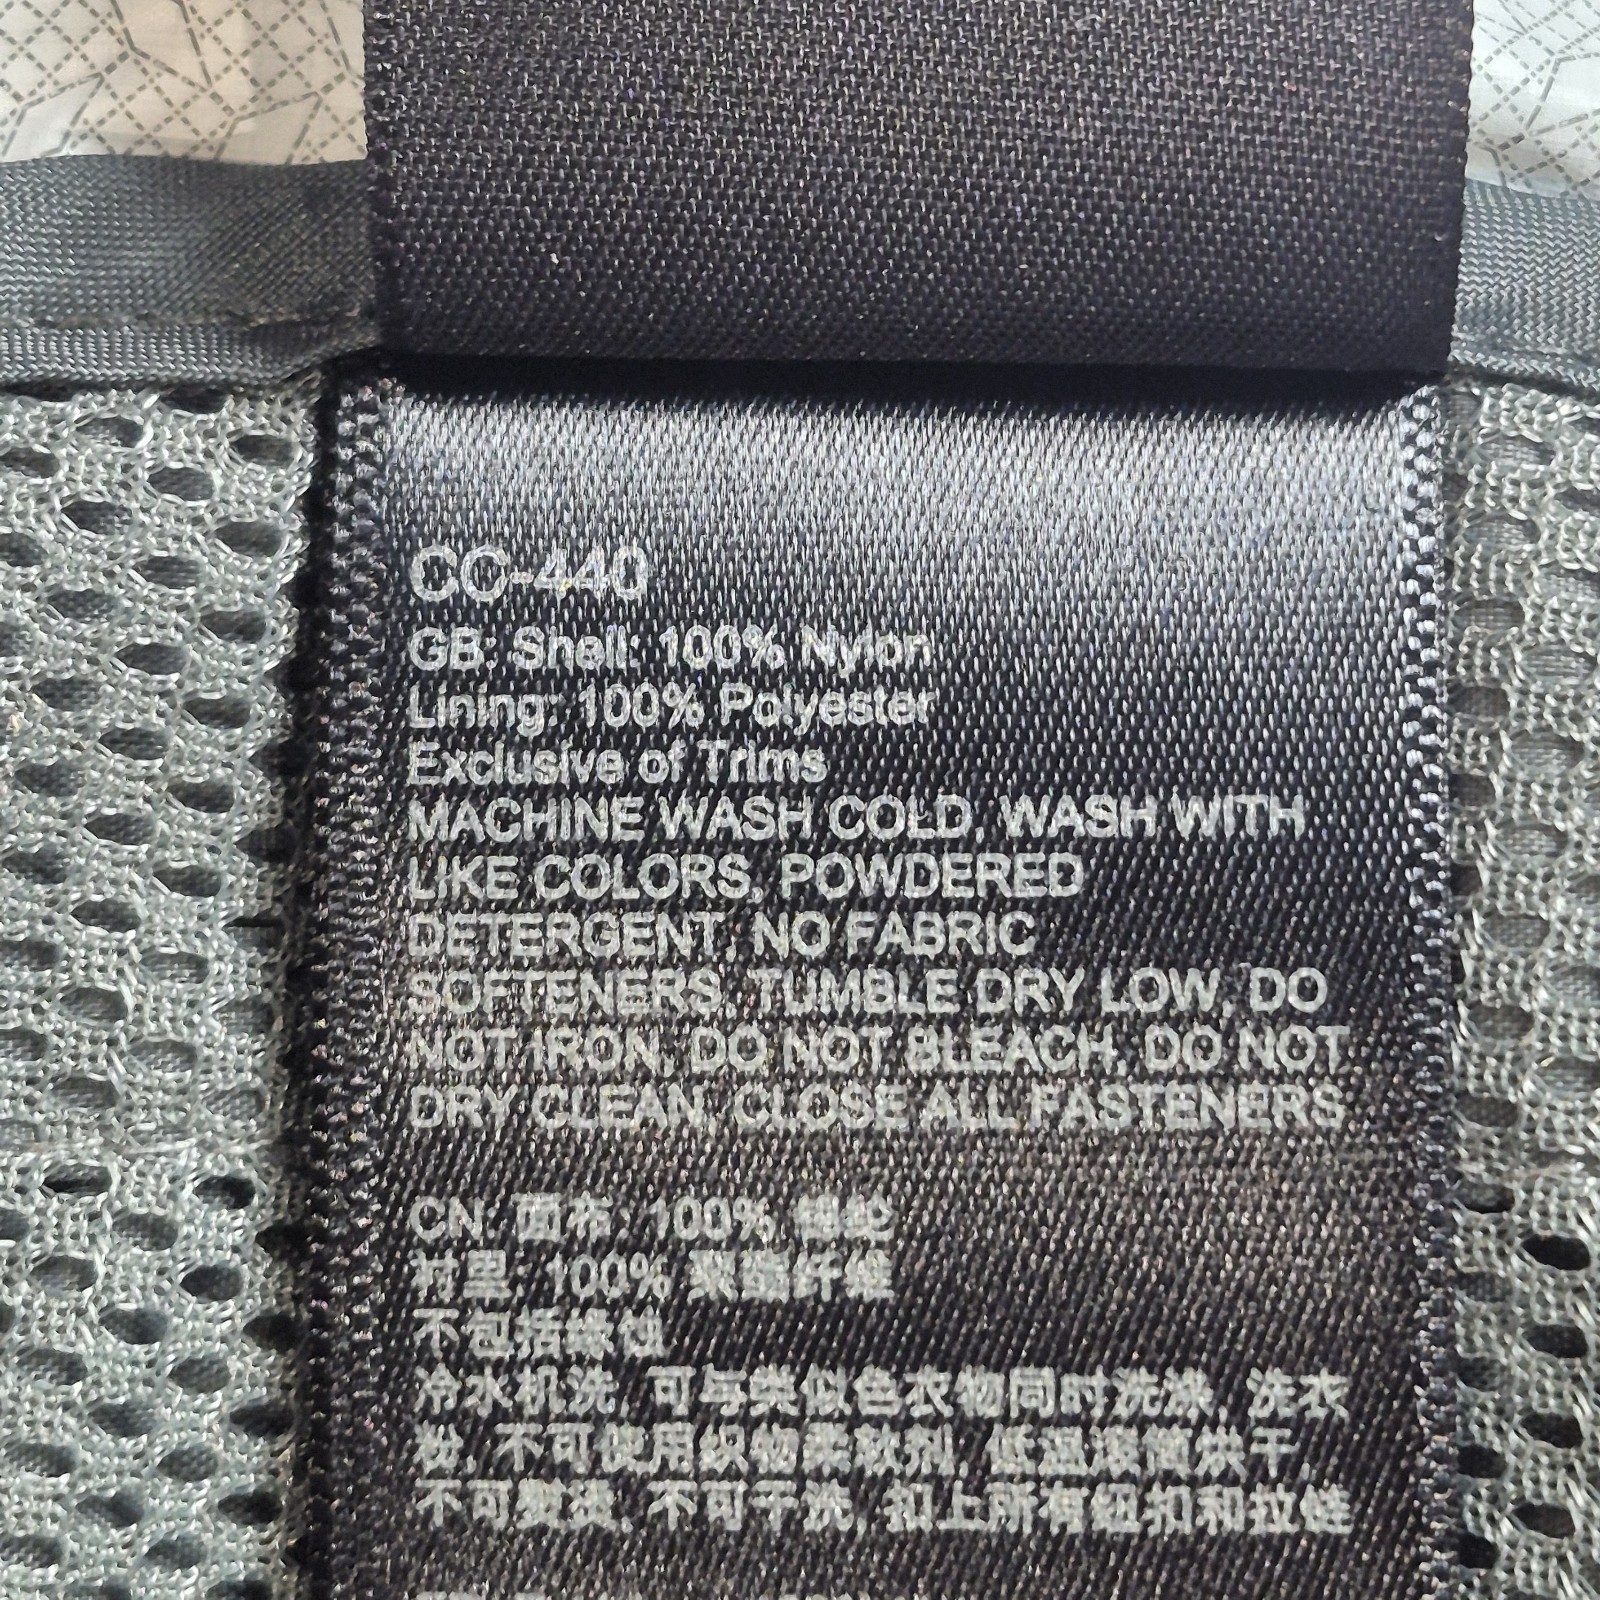 CC-440
GB: Shell: 100% Nylon
Lining: 100% Polyester
Exclusive of Trims
MACHINE WASH COLD, WASH WITH
LIKE COLORS, POWDERED
DETERGENT, NO FABRIC
SOFTENERS, TUMBLE DRY LOW, DO
NOT IRON, DO NOT BLEACH, DO NOT
DRY CLEAN, CLOSE ALL FASTENERS
CN: 面布: 100% 锦纶
衬里: 100% 聚酯纤维
不包括缘饰
冷水机洗, 可与类似色衣物同时洗涤, 洗衣
粉, 不可使用织物柔软剂, 低温滚筒烘干,
不可熨烫, 不可干洗, 扣上所有钮扣和拉链